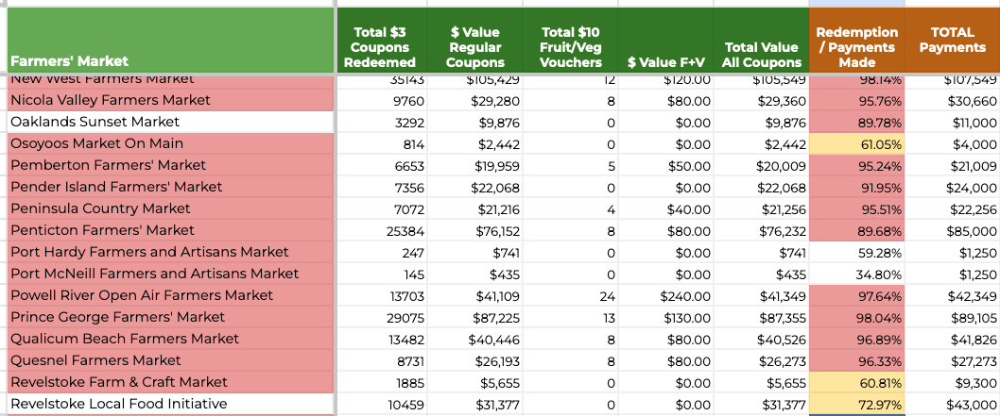 Farmers' Market Total $3 Coupons Redeemed $ Value Regular Coupons Total $10 Fruit/Veg Vouchers $ Value F+V Total Value All Coupons Redemption / Payments Made TOTAL Payments
New West Farmers Market 35143 $105,429 12 $120.00 $105,549 98.14% $107,549
Nicola Valley Farmers Market 9760 $29,280 8 $80.00 $29,360 95.76% $30,660
Oaklands Sunset Market 3292 $9,876 0 $0.00 $9,876 89.78% $11,000
Osoyoos Market On Main 814 $2,442 0 $0.00 $2,442 61.05% $4,000
Pemberton Farmers' Market 6653 $19,959 5 $50.00 $20,009 95.24% $21,009
Pender Island Farmers' Market 7356 $22,068 0 $0.00 $22,068 91.95% $24,000
Peninsula Country Market 7072 $21,216 4 $40.00 $21,256 95.51% $22,256
Penticton Farmers' Market 25384 $76,152 8 $80.00 $76,232 89.68% $85,000
Port Hardy Farmers and Artisans Market 247 $741 0 $0.00 $741 59.28% $1,250
Port McNeill Farmers and Artisans Market 145 $435 0 $0.00 $435 34.80% $1,250
Powell River Open Air Farmers Market 13703 $41,109 24 $240.00 $41,349 97.64% $42,349
Prince George Farmers' Market 29075 $87,225 13 $130.00 $87,355 98.04% $89,105
Qualicum Beach Farmers Market 13482 $40,446 8 $80.00 $40,526 96.89% $41,826
Quesnel Farmers Market 8731 $26,193 8 $80.00 $26,273 96.33% $27,273
Revelstoke Farm & Craft Market 1885 $5,655 0 $0.00 $5,655 60.81% $9,300
Revelstoke Local Food Initiative 10459 $31,377 0 $0.00 $31,377 72.97% $43,000